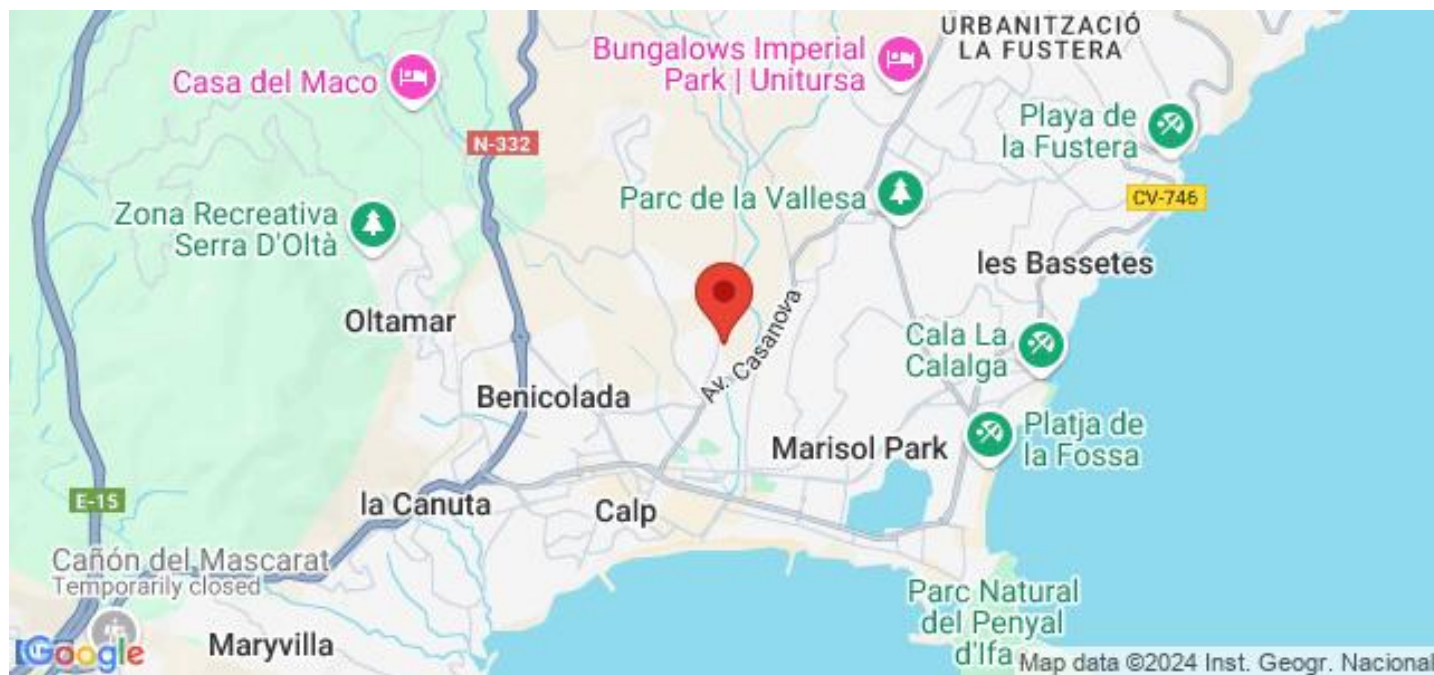 URBANITZACIÓ
LA FUSTERA
Bungalows Imperial
Park | Unitursa
Casa del Maco
Playa de
la Fustera
N-332
Parc de la Vallesa
CV-746
Zona Recreativa
Serra D'Oltà
les Bassetes
Oltamar
Av. Casanova
Cala La
Calalga
Benicolada
Platja de
la Fossa
Marisol Park
E-15
la Canuta
Calp
Cañón del Mascarat
Temporarily closed
Parc Natural
del Penyal
d'Ifa
Maryvilla
Google
Map data ©2024 Inst. Geogr. Nacional